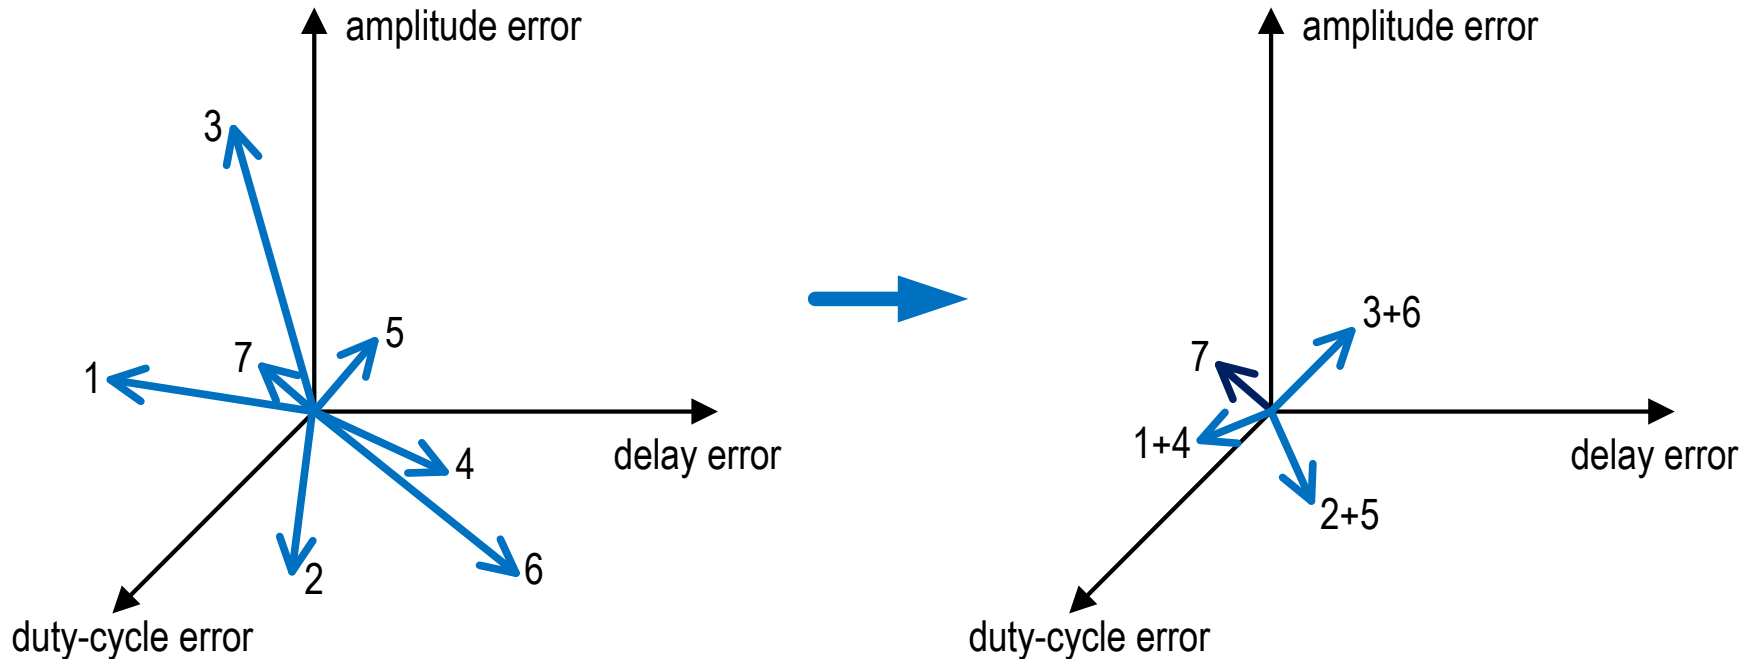 amplitude error
3
5
7
1
4
delay error
6
2
duty-cycle error
amplitude error
3+6
7
1+4
delay error
2+5
duty-cycle error